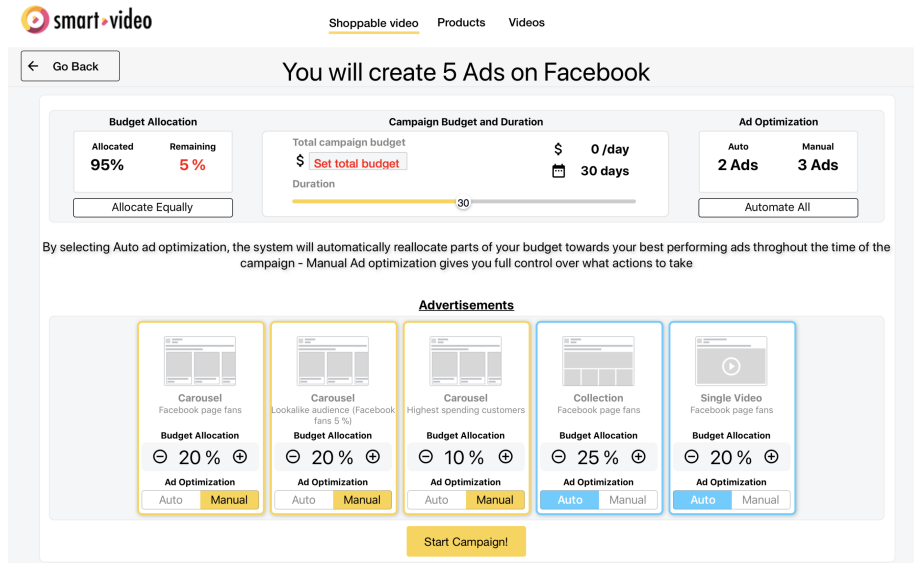 smart video
Shoppable video Products Videos
Go Back
You will create 5 Ads on Facebook
Budget Allocation
Allocated Remaining
95% 5 %
Allocate Equally
Campaign Budget and Duration
Total campaign budget
$ Set total budget
$ 0 /day
30 days
Duration
30
Ad Optimization
Auto Manual
2 Ads 3 Ads
Automate All
By selecting Auto ad optimization, the system will automatically reallocate parts of your budget towards your best performing ads throghout the time of the
campaign - Manual Ad optimization gives you full control over what actions to take
Advertisements
Carousel
Facebook page fans
Budget Allocation
20 %
Ad Optimization
Auto Manual
Carousel
Lookalike audience (Facebook
fans 5 %)
Budget Allocation
20 %
Ad Optimization
Auto Manual
Carousel
Highest spending customers
Budget Allocation
10 %
Ad Optimization
Auto Manual
Collection
Facebook page fans
Budget Allocation
25 %
Ad Optimization
Auto Manual
Single Video
Facebook page fans
Budget Allocation
20 %
Ad Optimization
Auto Manual
Start Campaign!